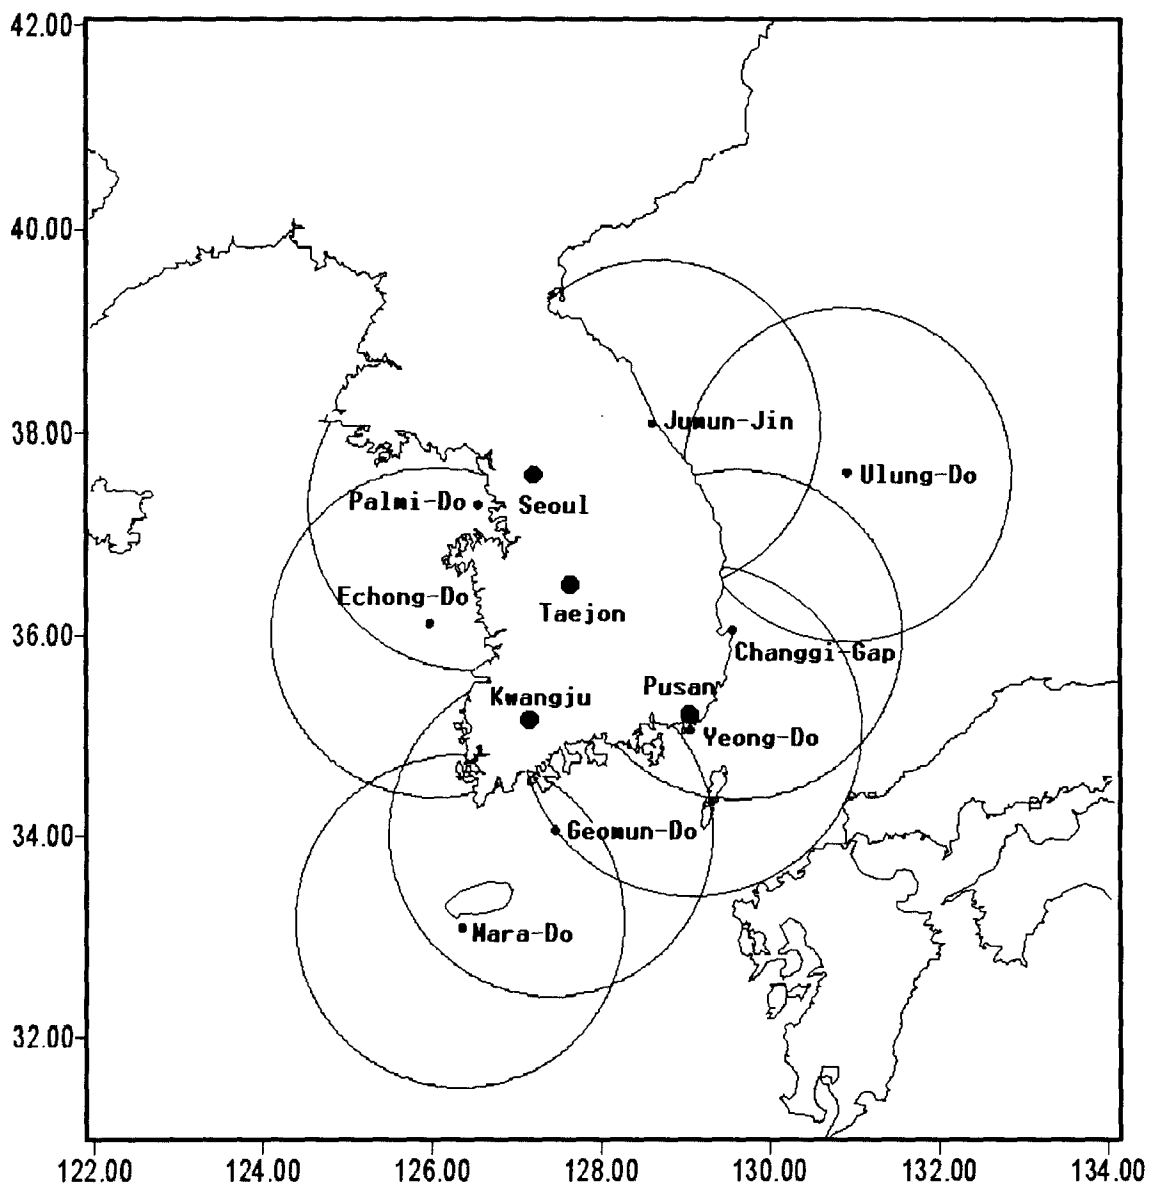 42.00
40.00
38.00
36.00
34.00
32.00
Jumun-Jin
Ulung-Do
Palmi-Do
Seoul
Echong-Do
Taejon
Changgi-Gap
Pusan
Kwangju
Yeong-Do
Geomun-Do
Mara-Do
122.00 124.00 126.00 128.00 130.00 132.00 134.00